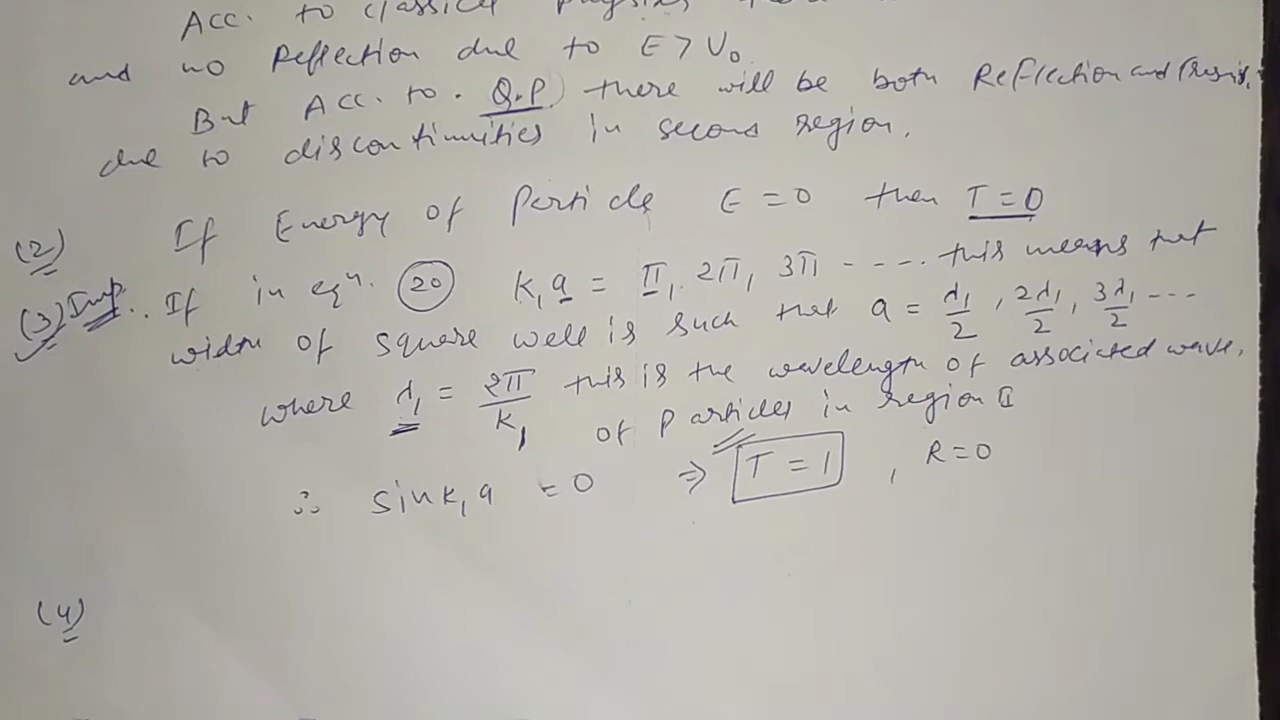 Acc. to classical physics
and no Reflection due to E > U₀
But Acc. to. Q.P) there will be both Reflection and
due to discontinuities in second region.
(2) If Energy of Particle E = 0 then T = 0
(3) Imp. . If in eqⁿ. (20) k₁a = π, 2π, 3π ---- this means that
width of square well is such that a = λ₁/2, 2λ₁/2, 3λ₁/2 ---
where λ₁ = 2π/k₁ this is the wavelength of associated wave.
of particles in region II
∴ sin k₁a = 0 ⇒ T = 1 , R = 0
(4)